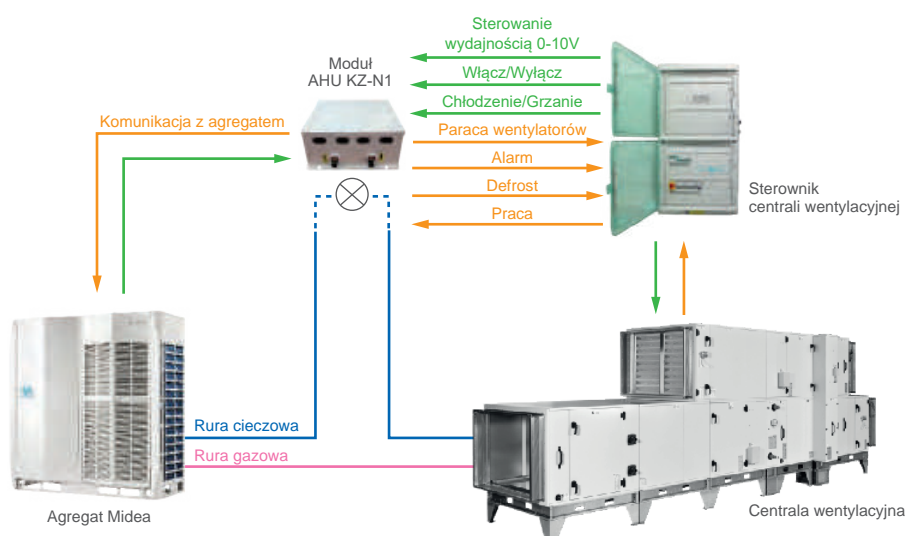 Sterowanie
wydajnością 0-10V
Moduł
AHU KZ-N1
Włącz/Wyłącz
Chłodzenie/Grzanie
Komunikacja z agregatem
Paraca wentylatorów
Alarm
Defrost
Praca
Sterownik
centrali wentylacyjnej
Rura cieczowa
Rura gazowa
Agregat Midea
Centrala wentylacyjna